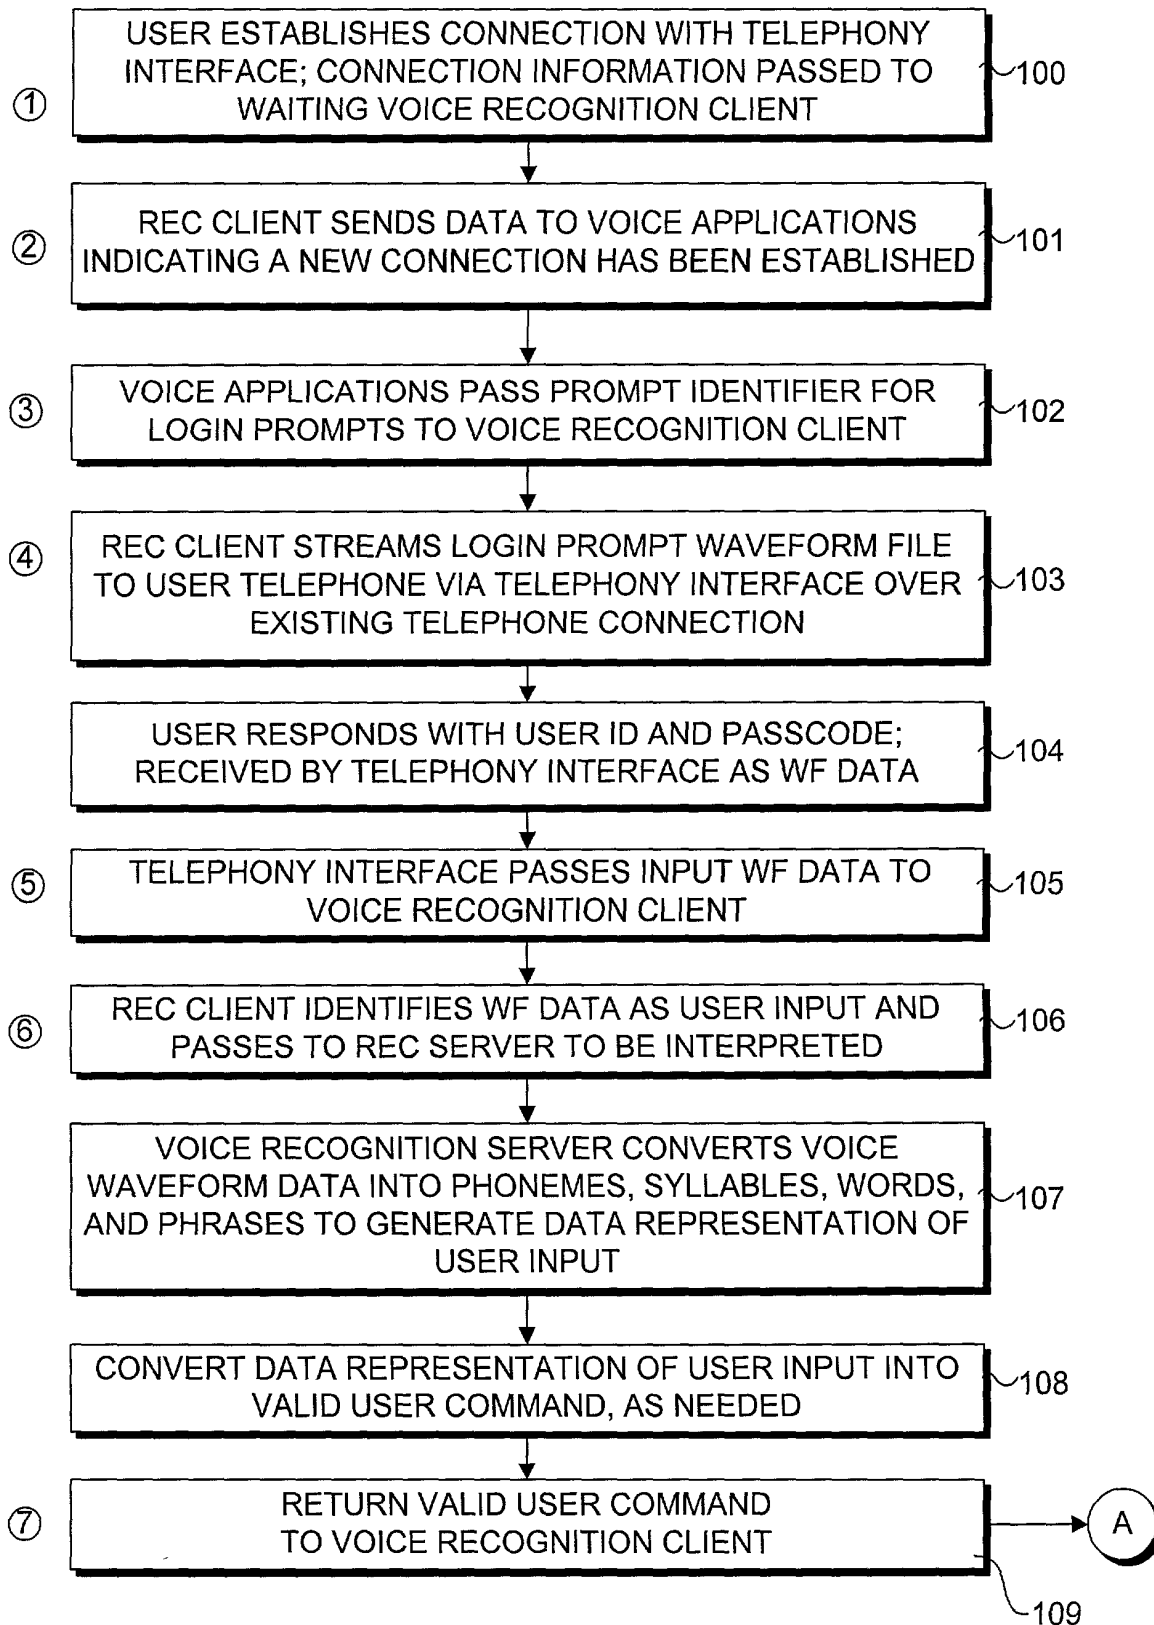 USER ESTABLISHES CONNECTION WITH TELEPHONY
INTERFACE; CONNECTION INFORMATION PASSED TO
WAITING VOICE RECOGNITION CLIENT
100
①
REC CLIENT SENDS DATA TO VOICE APPLICATIONS
INDICATING A NEW CONNECTION HAS BEEN ESTABLISHED
101
②
VOICE APPLICATIONS PASS PROMPT IDENTIFIER FOR
LOGIN PROMPTS TO VOICE RECOGNITION CLIENT
102
③
REC CLIENT STREAMS LOGIN PROMPT WAVEFORM FILE
TO USER TELEPHONE VIA TELEPHONY INTERFACE OVER
EXISTING TELEPHONE CONNECTION
103
④
USER RESPONDS WITH USER ID AND PASSCODE;
RECEIVED BY TELEPHONY INTERFACE AS WF DATA
104
TELEPHONY INTERFACE PASSES INPUT WF DATA TO
VOICE RECOGNITION CLIENT
105
⑤
REC CLIENT IDENTIFIES WF DATA AS USER INPUT AND
PASSES TO REC SERVER TO BE INTERPRETED
106
⑥
VOICE RECOGNITION SERVER CONVERTS VOICE
WAVEFORM DATA INTO PHONEMES, SYLLABLES, WORDS,
AND PHRASES TO GENERATE DATA REPRESENTATION OF
USER INPUT
107
CONVERT DATA REPRESENTATION OF USER INPUT INTO
VALID USER COMMAND, AS NEEDED
108
RETURN VALID USER COMMAND
TO VOICE RECOGNITION CLIENT
⑦
A
109